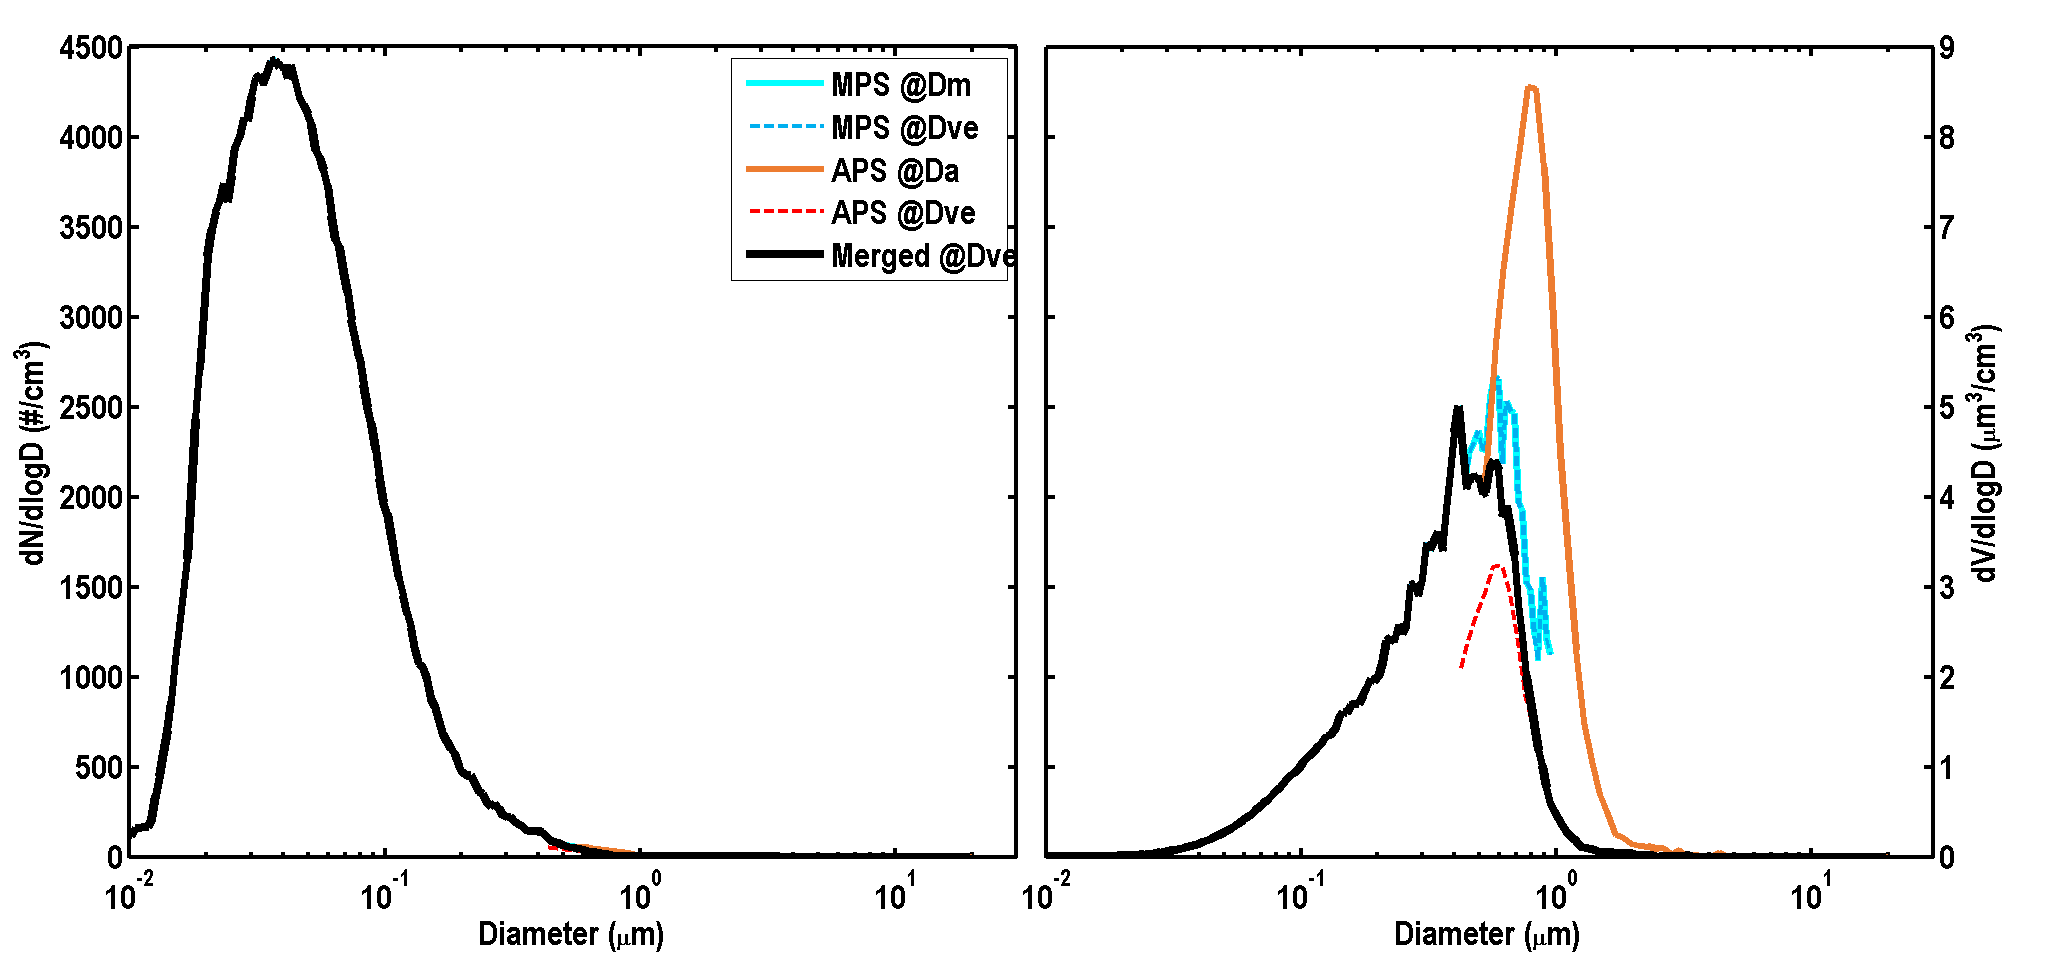 4500
4000
3500
3000
2500
2000
1500
1000
500
0
dN/dlogD (#/cm³)
10⁻² 10⁻¹ 10⁰ 10¹
Diameter (μm)
MPS @Dm
MPS @Dve
APS @Da
APS @Dve
Merged @Dve
9
8
7
6
5
4
3
2
1
0
dV/dlogD (μm³/cm³)
10⁻² 10⁻¹ 10⁰ 10¹
Diameter (μm)